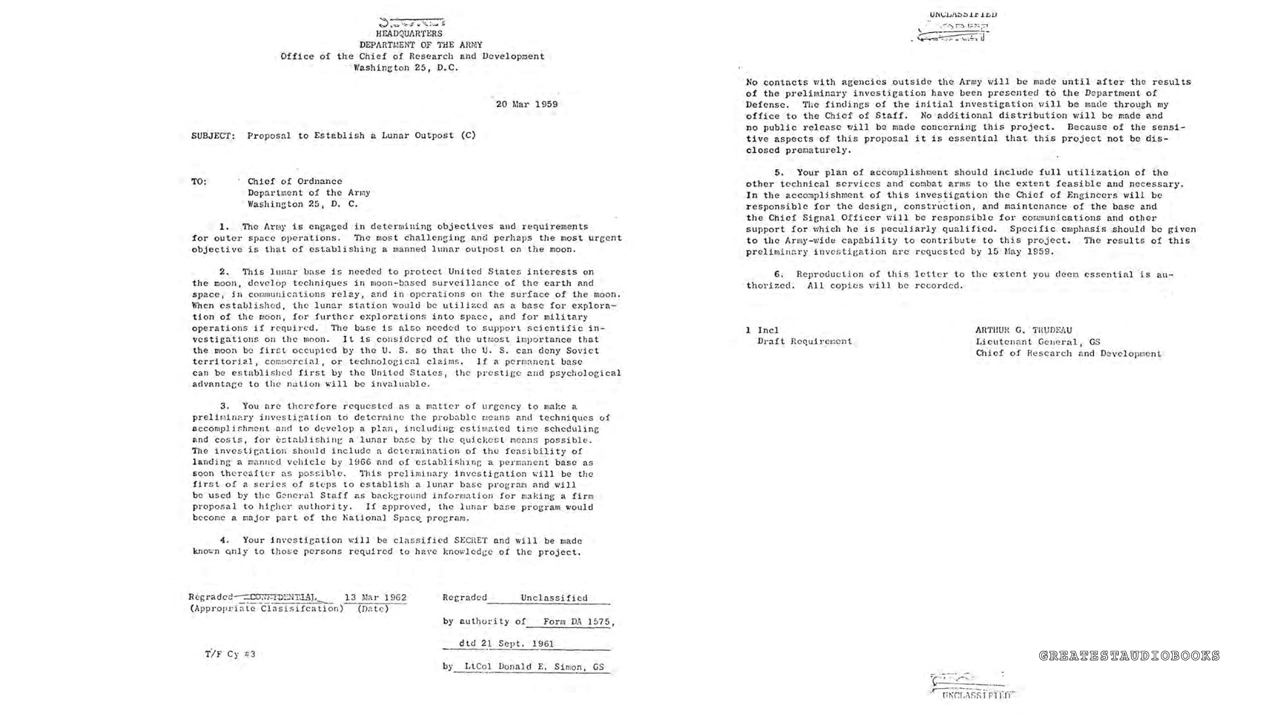 HEADQUARTERS
DEPARTMENT OF THE ARMY
Office of the Chief of Research and Development
Washington 25, D.C.
20 Mar 1959
SUBJECT: Proposal to Establish a Lunar Outpost (C)
TO: Chief of Ordnance
Department of the Army
Washington 25, D. C.
1. The Army is engaged in determining objectives and requirements
for outer space operations. The most challenging and perhaps the most urgent
objective is that of establishing a manned lunar outpost on the moon.
2. This lunar base is needed to protect United States interests on
the moon, develop techniques in moon-based surveillance of the earth and
space, in communications relay, and in operations on the surface of the moon.
When established, the lunar station would be utilized as a base for explora-
tion of the moon, for further explorations into space, and for military
operations if required. The base is also needed to support scientific in-
vestigations on the moon. It is considered of the utmost importance that
the moon be first occupied by the U. S. so that the U. S. can deny Soviet
territorial, commercial, or technological claims. If a permanent base
can be established first by the United States, the prestige and psychological
advantage to the nation will be invaluable.
3. You are therefore requested as a matter of urgency to make a
preliminary investigation to determine the probable means and techniques of
accomplishment and to develop a plan, including estimated time scheduling
and costs, for establishing a lunar base by the quickest means possible.
The investigation should include a determination of the feasibility of
landing a manned vehicle by 1966 and of establishing a permanent base as
soon thereafter as possible. This preliminary investigation will be the
first of a series of steps to establish a lunar base program and will
be used by the General Staff as background information for making a firm
proposal to higher authority. If approved, the lunar base program would
become a major part of the National Space program.
4. Your investigation will be classified SECRET and will be made
known only to those persons required to have knowledge of the project.
Regraded CONFIDENTIAL 13 Mar 1962
(Appropriate Clasisifcation) (Date)
T/F Cy #3
Regraded Unclassified
by authority of Form DA 1575,
dtd 21 Sept. 1961
by LtCol Donald E. Simon, GS
UNCLASSIFIED
No contacts with agencies outside the Army will be made until after the results
of the preliminary investigation have been presented to the Department of
Defense. The findings of the initial investigation will be made through my
office to the Chief of Staff. No additional distribution will be made and
no public release will be made concerning this project. Because of the sensi-
tive aspects of this proposal it is essential that this project not be dis-
closed prematurely.
5. Your plan of accomplishment should include full utilization of the
other technical services and combat arms to the extent feasible and necessary.
In the accomplishment of this investigation the Chief of Engineers will be
responsible for the design, construction, and maintenance of the base and
the Chief Signal Officer will be responsible for communications and other
support for which he is peculiarly qualified. Specific emphasis should be given
to the Army-wide capability to contribute to this project. The results of this
preliminary investigation are requested by 15 May 1959.
6. Reproduction of this letter to the extent you deem essential is au-
thorized. All copies will be recorded.
1 Incl
Draft Requirement
ARTHUR G. TRUDEAU
Lieutenant General, GS
Chief of Research and Development
GREATESTAUDIOBOOKS
UNCLASSIFIED